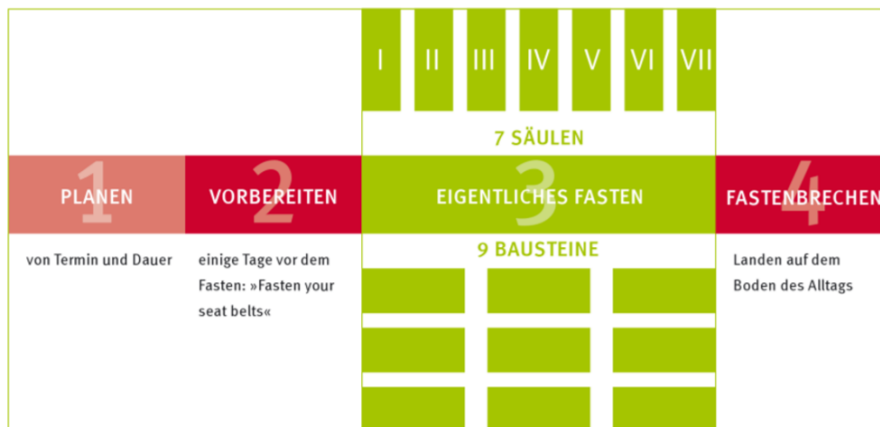 I II III IV V VI VII
7 SÄULEN
1 PLANEN
2 VORBEREITEN
3 EIGENTLICHES FASTEN
4 FASTENBRECHEN
von Termin und Dauer
einige Tage vor dem
Fasten: »Fasten your
seat belts«
9 BAUSTEINE
Landen auf dem
Boden des Alltags